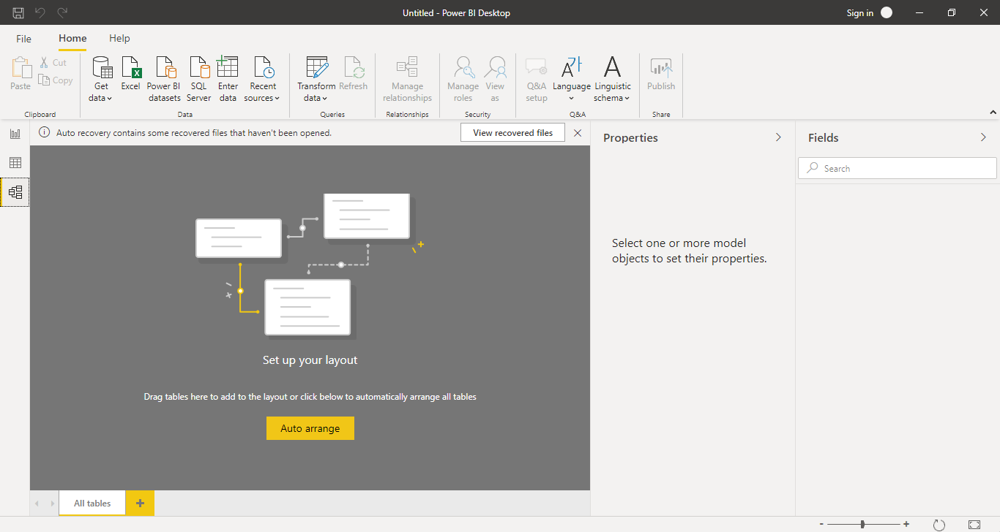 Untitled - Power BI Desktop
Sign in
File
Home
Help
Paste
Cut
Copy
Clipboard
Get
data
Excel
Power BI
datasets
SQL
Server
Enter
data
Recent
sources
Data
Transform
data
Refresh
Queries
Manage
relationships
Relationships
Manage
roles
View
as
Security
Q&A
setup
Language
Linguistic
schema
Q&A
Publish
Share
Auto recovery contains some recovered files that haven't been opened.
View recovered files
Properties
Fields
Search
Select one or more model
objects to set their properties.
Set up your layout
Drag tables here to add to the layout or click below to automatically arrange all tables
Auto arrange
All tables